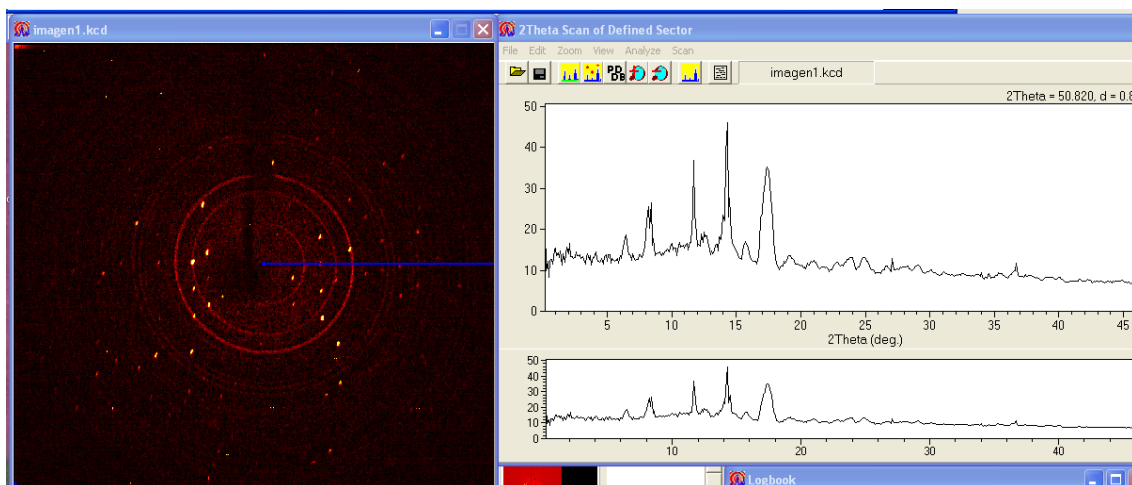 imagen1.kcd
2Theta Scan of Defined Sector
File Edit Zoom View Analyze Scan
PD DB
imagen1.kcd
2Theta = 50.820, d = 0.8
50
40
30
20
10
0
5 10 15 20 25 30 35 40 45
2Theta (deg.)
50
40
30
20
10
0
10 20 30 40
Logbook